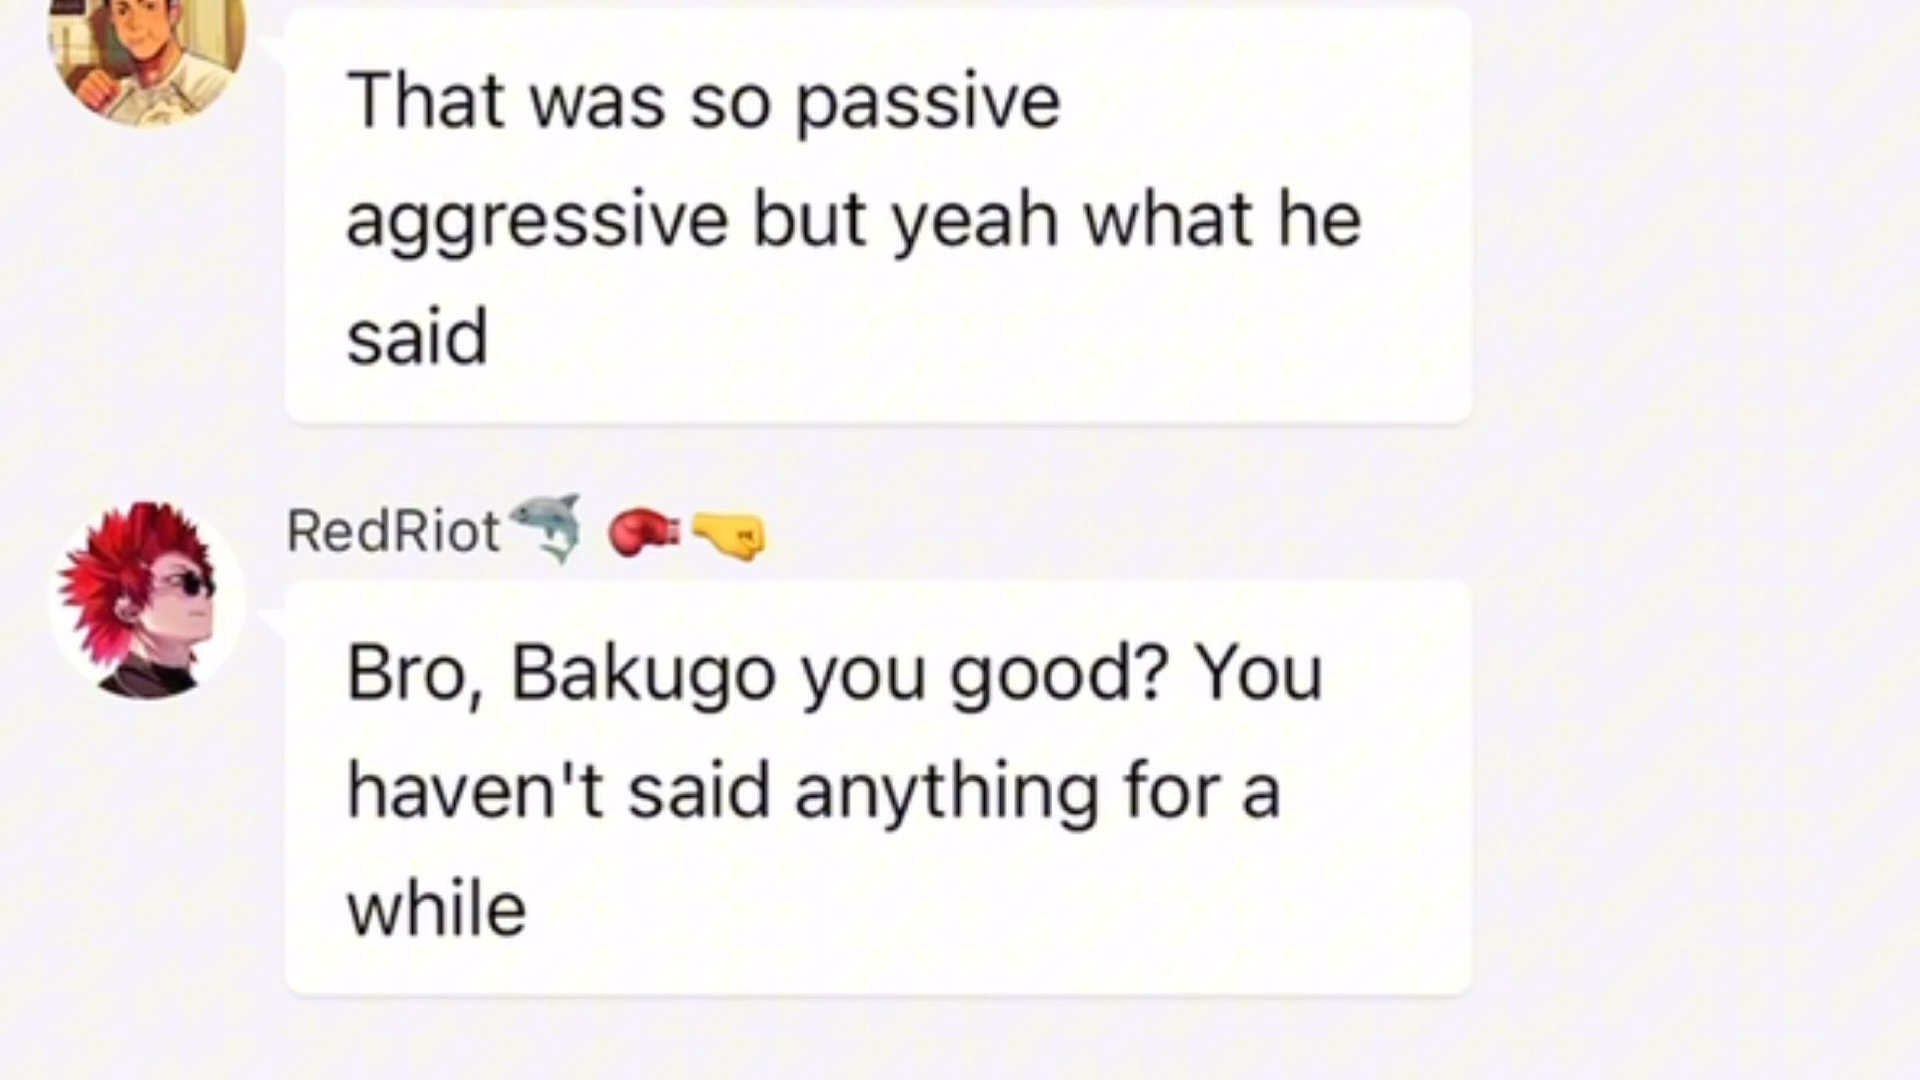 That was so passive
aggressive but yeah what he
said
RedRiot🦈 🥊🤜
Bro, Bakugo you good? You
haven't said anything for a
while